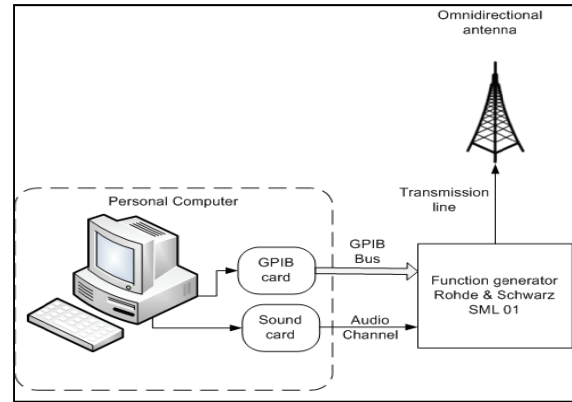 Omnidirectional
antenna
Transmission
line
Personal Computer
GPIB
card
GPIB
Bus
Function generator
Rohde & Schwarz
SML 01
Sound
card
Audio
Channel